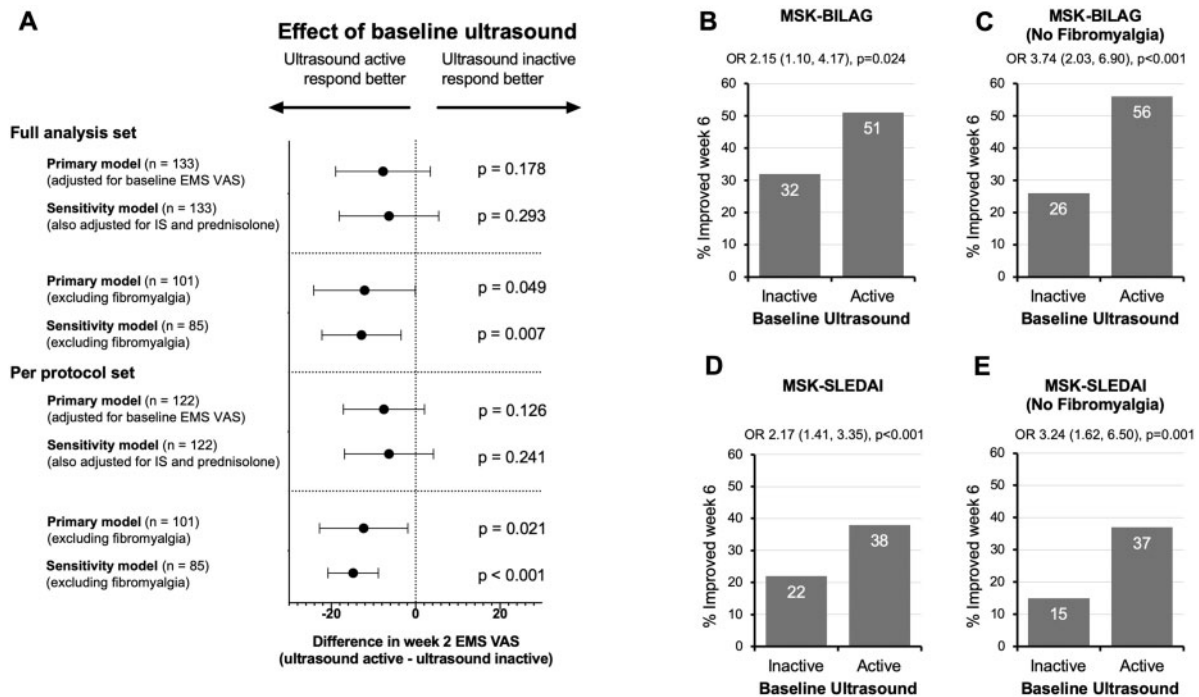 A
Effect of baseline ultrasound
Ultrasound active
respond better
Ultrasound inactive
respond better
Full analysis set
Primary model (n = 133)
(adjusted for baseline EMS VAS)
p = 0.178
Sensitivity model (n = 133)
(also adjusted for IS and prednisolone)
p = 0.293
Primary model (n = 101)
(excluding fibromyalgia)
p = 0.049
Sensitivity model (n = 85)
(excluding fibromyalgia)
p = 0.007
Per protocol set
Primary model (n = 122)
(adjusted for baseline EMS VAS)
p = 0.126
Sensitivity model (n = 122)
(also adjusted for IS and prednisolone)
p = 0.241
Primary model (n = 101)
(excluding fibromyalgia)
p = 0.021
Sensitivity model (n = 85)
(excluding fibromyalgia)
p < 0.001
-20 0 20
Difference in week 2 EMS VAS
(ultrasound active - ultrasound inactive)
B
MSK-BILAG
OR 2.15 (1.10, 4.17), p=0.024
% Improved week 6
60
50
40
30
20
10
0
32
51
Inactive Active
Baseline Ultrasound
C
MSK-BILAG
(No Fibromyalgia)
OR 3.74 (2.03, 6.90), p<0.001
% Improved week 6
60
50
40
30
20
10
0
26
56
Inactive Active
Baseline Ultrasound
D
MSK-SLEDAI
OR 2.17 (1.41, 3.35), p<0.001
% Improved week 6
60
50
40
30
20
10
0
22
38
Inactive Active
Baseline Ultrasound
E
MSK-SLEDAI
(No Fibromyalgia)
OR 3.24 (1.62, 6.50), p=0.001
% Improved week 6
60
50
40
30
20
10
0
15
37
Inactive Active
Baseline Ultrasound